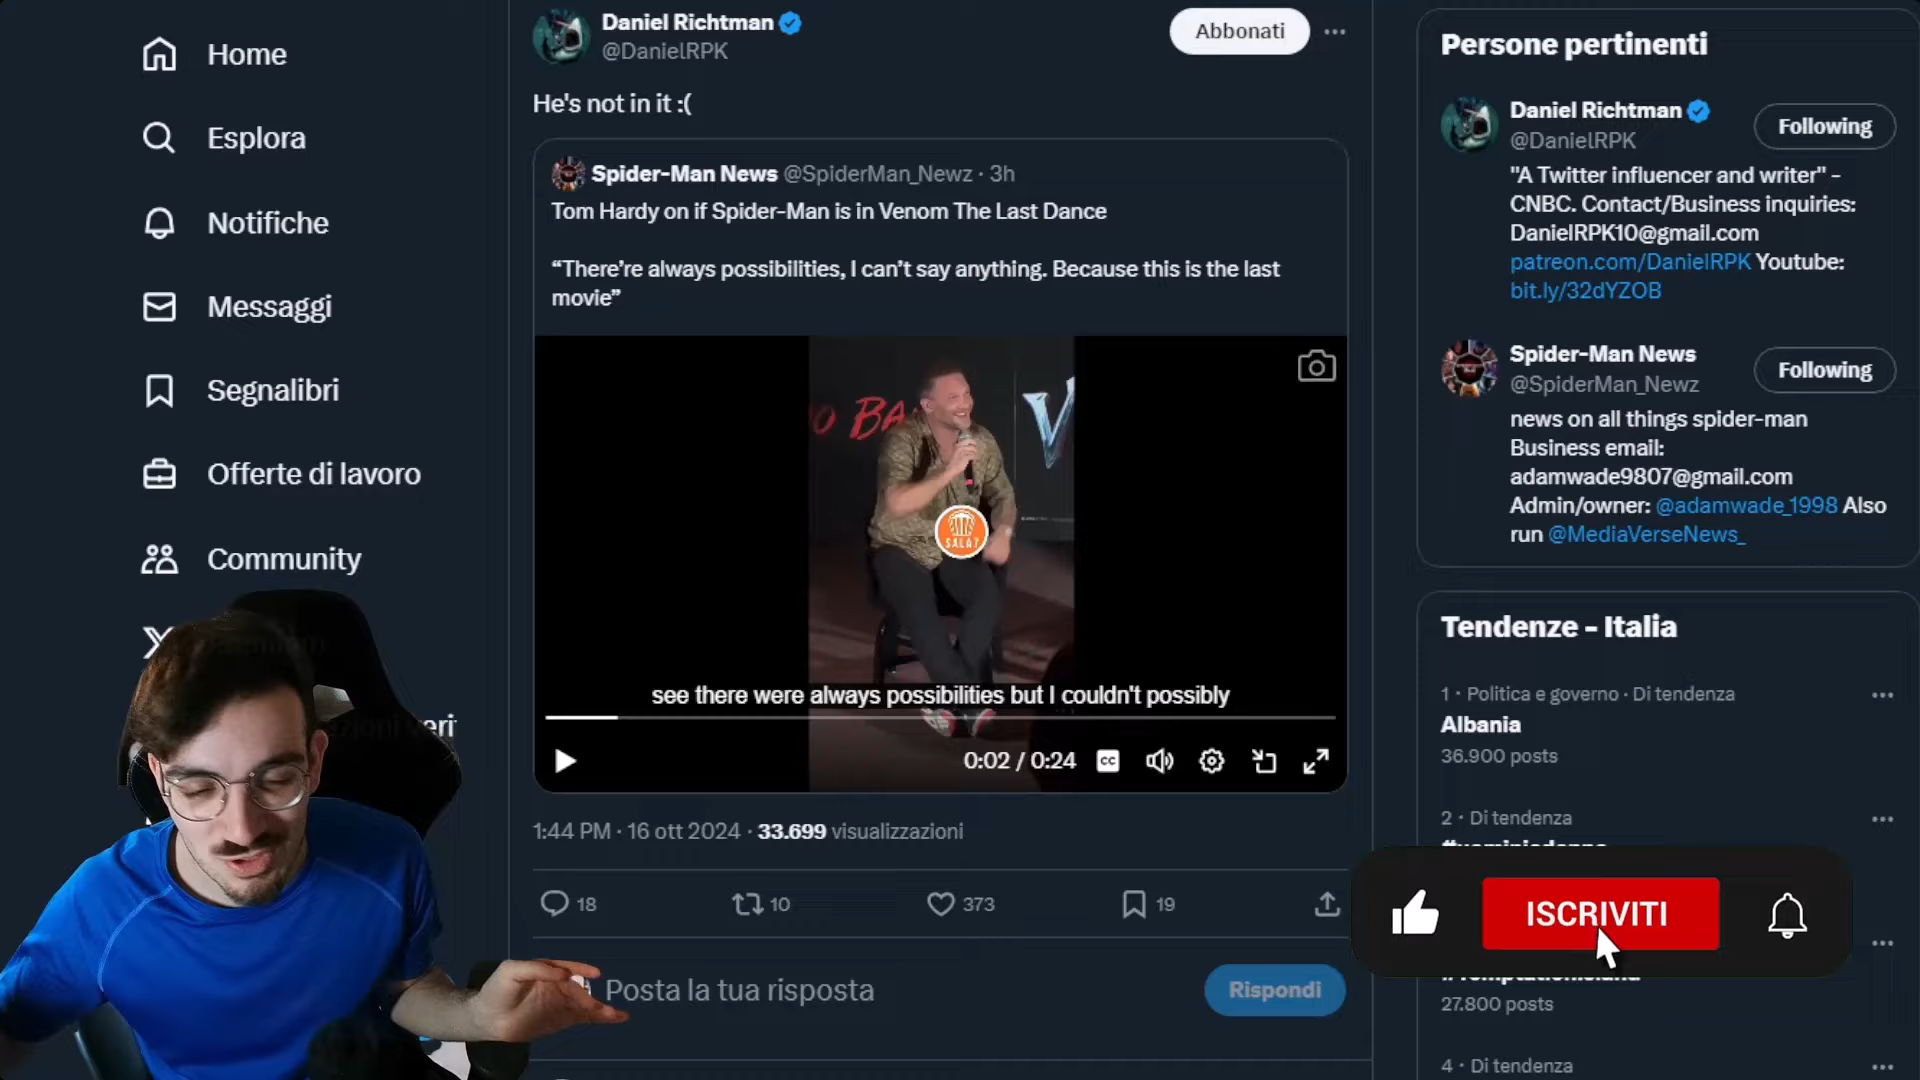 Home
Esplora
Notifiche
Messaggi
Segnalibri
Offerte di lavoro
Community
Daniel Richtman
@DanielRPK
Abbonati
He's not in it :(
Spider-Man News @SpiderMan_Newz · 3h
Tom Hardy on if Spider-Man is in Venom The Last Dance
“There’re always possibilities, I can’t say anything. Because this is the last
movie”
SALAY
see there were always possibilities but I couldn't possibly
0:02 / 0:24
CC
1:44 PM · 16 ott 2024 · 33.699 visualizzazioni
18
10
373
19
Posta la tua risposta
Rispondi
Persone pertinenti
Daniel Richtman
@DanielRPK
Following
"A Twitter influencer and writer" -
CNBC. Contact/Business inquiries:
DanielRPK10@gmail.com
patreon.com/DanielRPK Youtube:
bit.ly/32dYZOB
Spider-Man News
@SpiderMan_Newz
Following
news on all things spider-man
Business email:
adamwade9807@gmail.com
Admin/owner: @adamwade_1998 Also
run @MediaVerseNews_
Tendenze - Italia
1 · Politica e governo · Di tendenza
Albania
36.900 posts
2 · Di tendenza
ISCRIVITI
27.800 posts
4 · Di tendenza